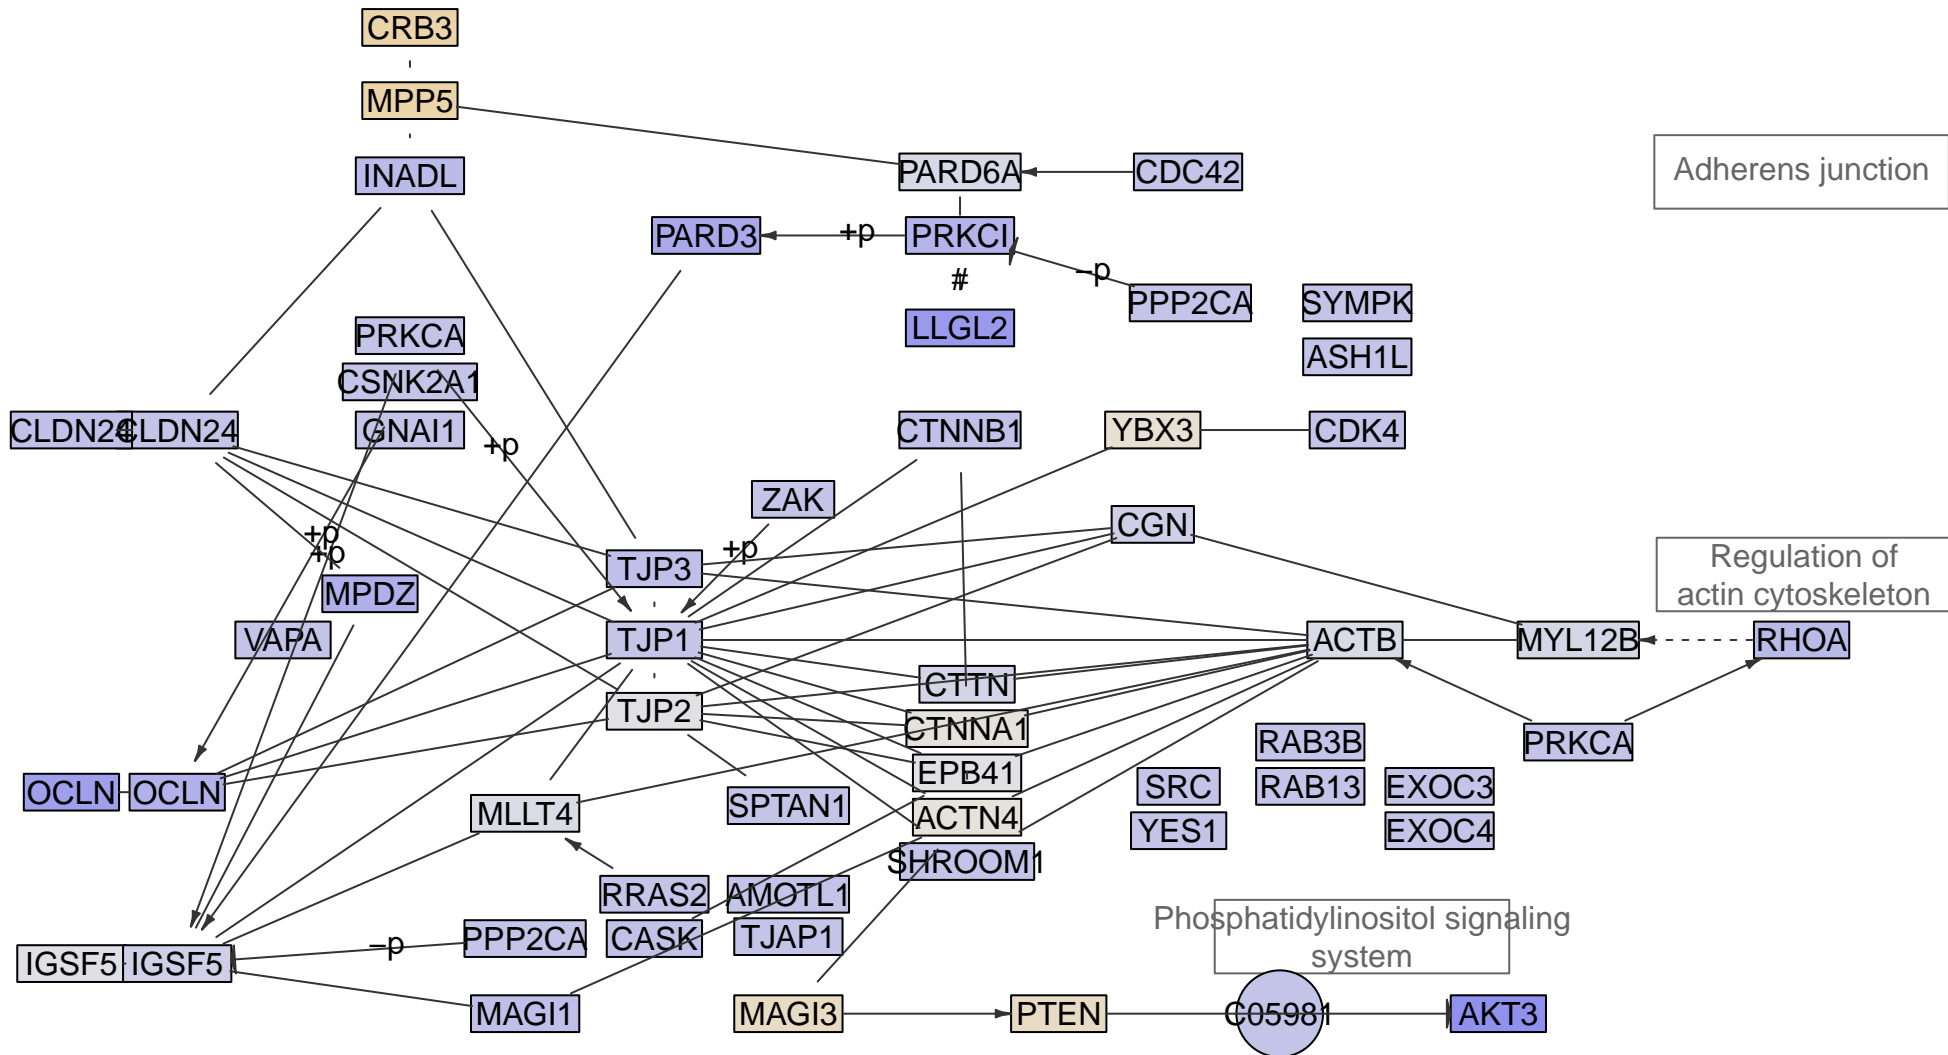 CRB3
MPP5
INADL
PARD6A
CDC42
Adherens junction
PARD3
+p
PRKCI
−p
#
PPP2CA
SYMPK
PRKCA
LLGL2
ASH1L
CSNK2A1
CLDN24
CLDN24
GNAI1
+p
CTNNB1
YBX3
CDK4
ZAK
CGN
+p
+p
+p
TJP3
Regulation of
actin cytoskeleton
MPDZ
VAPA
TJP1
ACTB
MYL12B
RHOA
CTTN
TJP2
CTNNA1
RAB3B
PRKCA
EPB41
OCLN
OCLN
SRC
RAB13
EXOC3
MLLT4
SPTAN1
ACTN4
YES1
EXOC4
SHROOM1
RRAS2
AMOTL1
PPP2CA
CASK
TJAP1
Phosphatidylinositol signaling
system
−p
IGSF5
IGSF5
MAGI1
MAGI3
PTEN
C05981
AKT3